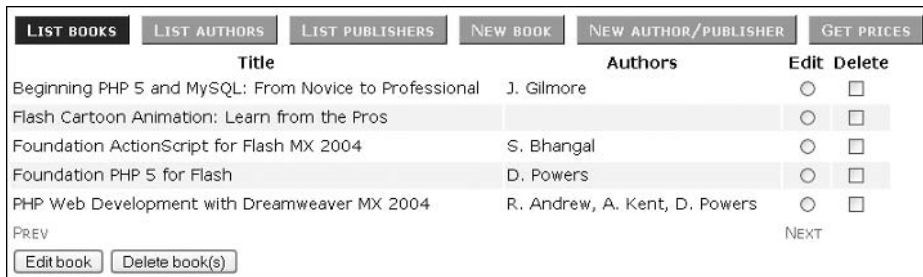 LIST BOOKS LIST AUTHORS LIST PUBLISHERS NEW BOOK NEW AUTHOR/PUBLISHER GET PRICES
Title Authors Edit Delete
Beginning PHP 5 and MySQL: From Novice to Professional J. Gilmore
Flash Cartoon Animation: Learn from the Pros
Foundation ActionScript for Flash MX 2004 S. Bhangal
Foundation PHP 5 for Flash D. Powers
PHP Web Development with Dreamweaver MX 2004 R. Andrew, A. Kent, D. Powers
PREV NEXT
Edit book Delete book(s)